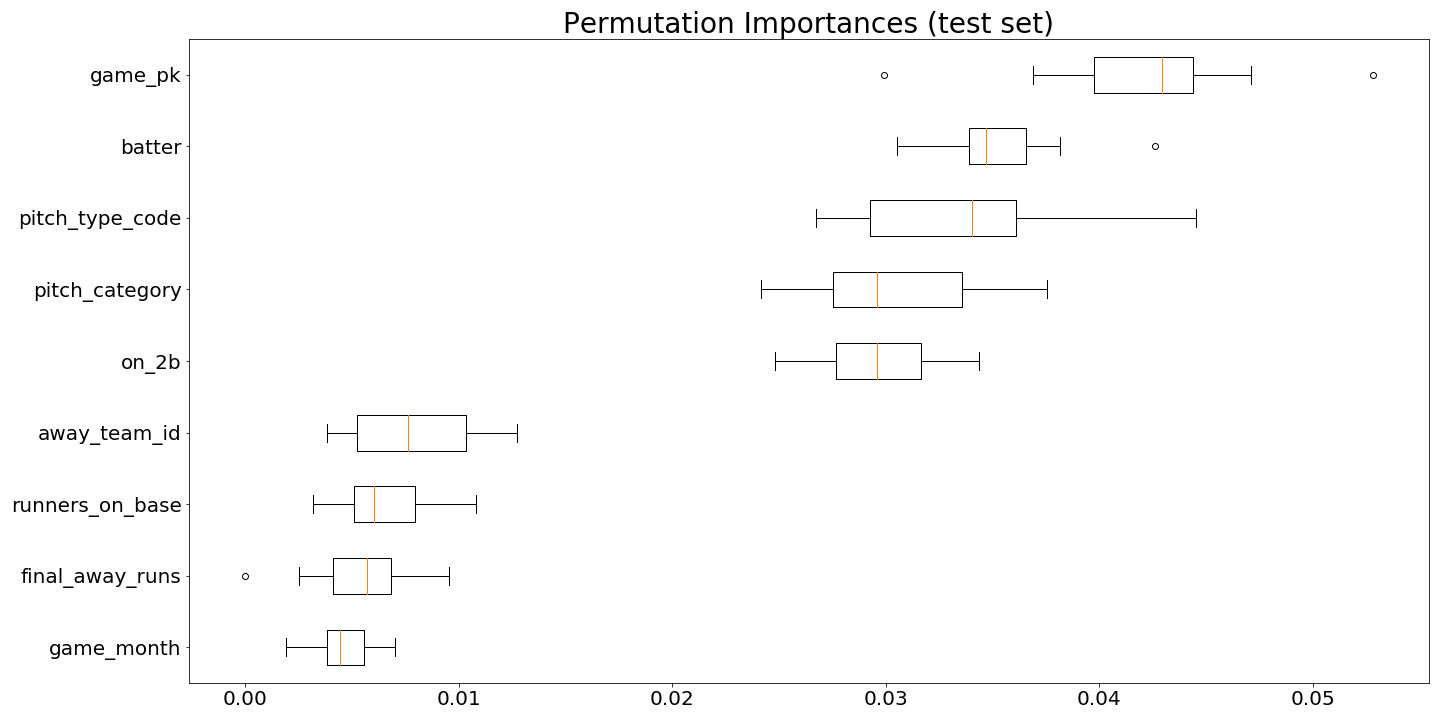 Permutation Importances (test set)
game_pk
batter
pitch_type_code
pitch_category
on_2b
away_team_id
runners_on_base
final_away_runs
game_month
0.00 0.01 0.02 0.03 0.04 0.05